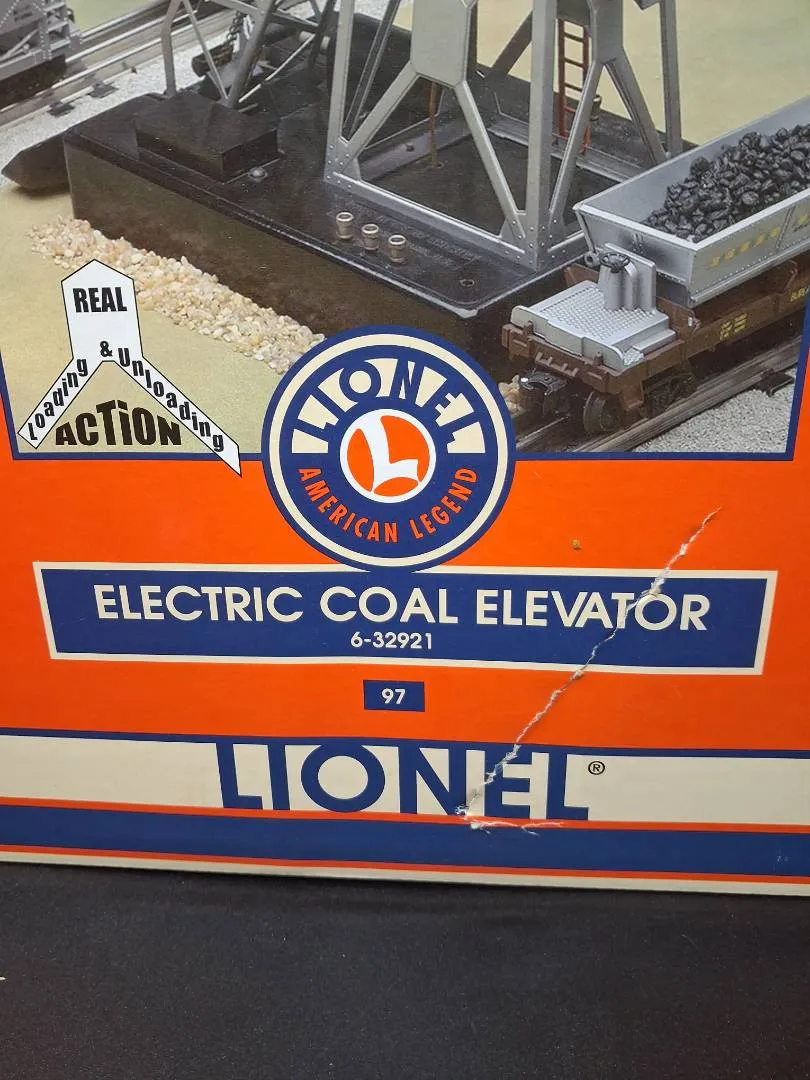 REAL
Loading & Unloading
ACTION
LIONEL
L
AMERICAN LEGEND
ELECTRIC COAL ELEVATOR
6-32921
97
LIONEL®